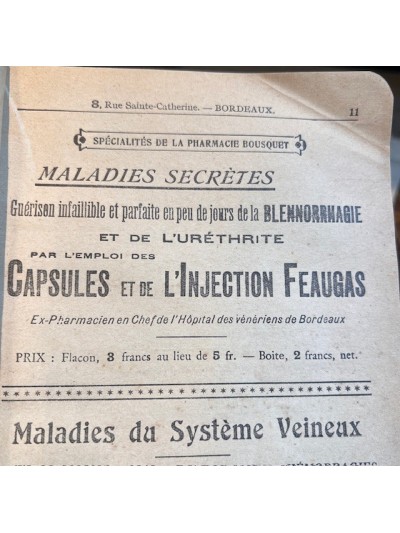 8, Rue Sainte-Catherine. — BORDEAUX. 11
SPÉCIALITÉS DE LA PHARMACIE BOUSQUET
MALADIES SECRÈTES
Guérison infaillible et parfaite en peu de jours de la BLENNORRHAGIE
ET DE L'URÉTHRITE
PAR L'EMPLOI DES
CAPSULES ET DE L'INJECTION FEAUGAS
Ex-Pharmacien en Chef de l'Hôpital des vénériens de Bordeaux
PRIX : Flacon, 3 francs au lieu de 5 fr. — Boite, 2 francs, net.
Maladies du Système Veineux